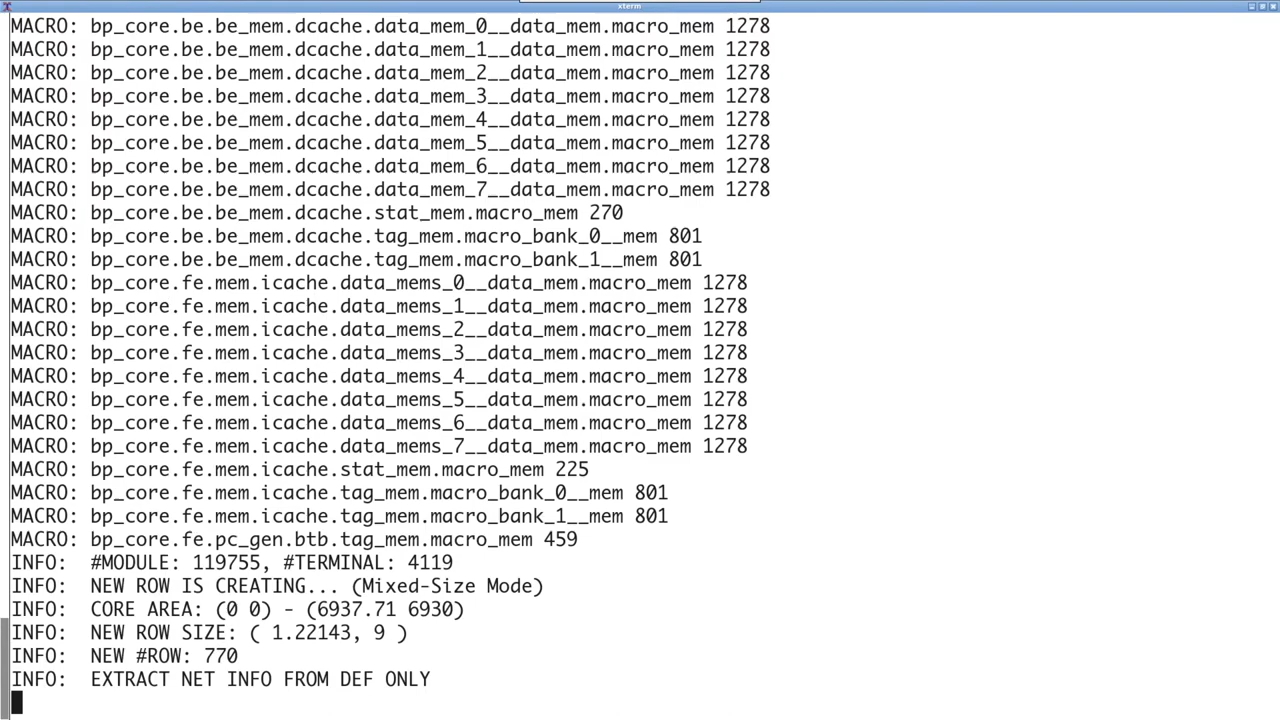 xterm
MACRO: bp_core.be.be_mem.dcache.data_mem_0__data_mem.macro_mem 1278
MACRO: bp_core.be.be_mem.dcache.data_mem_1__data_mem.macro_mem 1278
MACRO: bp_core.be.be_mem.dcache.data_mem_2__data_mem.macro_mem 1278
MACRO: bp_core.be.be_mem.dcache.data_mem_3__data_mem.macro_mem 1278
MACRO: bp_core.be.be_mem.dcache.data_mem_4__data_mem.macro_mem 1278
MACRO: bp_core.be.be_mem.dcache.data_mem_5__data_mem.macro_mem 1278
MACRO: bp_core.be.be_mem.dcache.data_mem_6__data_mem.macro_mem 1278
MACRO: bp_core.be.be_mem.dcache.data_mem_7__data_mem.macro_mem 1278
MACRO: bp_core.be.be_mem.dcache.stat_mem.macro_mem 270
MACRO: bp_core.be.be_mem.dcache.tag_mem.macro_bank_0__mem 801
MACRO: bp_core.be.be_mem.dcache.tag_mem.macro_bank_1__mem 801
MACRO: bp_core.fe.mem.icache.data_mems_0__data_mem.macro_mem 1278
MACRO: bp_core.fe.mem.icache.data_mems_1__data_mem.macro_mem 1278
MACRO: bp_core.fe.mem.icache.data_mems_2__data_mem.macro_mem 1278
MACRO: bp_core.fe.mem.icache.data_mems_3__data_mem.macro_mem 1278
MACRO: bp_core.fe.mem.icache.data_mems_4__data_mem.macro_mem 1278
MACRO: bp_core.fe.mem.icache.data_mems_5__data_mem.macro_mem 1278
MACRO: bp_core.fe.mem.icache.data_mems_6__data_mem.macro_mem 1278
MACRO: bp_core.fe.mem.icache.data_mems_7__data_mem.macro_mem 1278
MACRO: bp_core.fe.mem.icache.stat_mem.macro_mem 225
MACRO: bp_core.fe.mem.icache.tag_mem.macro_bank_0__mem 801
MACRO: bp_core.fe.mem.icache.tag_mem.macro_bank_1__mem 801
MACRO: bp_core.fe.pc_gen.btb.tag_mem.macro_mem 459
INFO:  #MODULE: 119755, #TERMINAL: 4119
INFO:  NEW ROW IS CREATING... (Mixed-Size Mode)
INFO:  CORE AREA: (0 0) - (6937.71 6930)
INFO:  NEW ROW SIZE: ( 1.22143, 9 )
INFO:  NEW #ROW: 770
INFO:  EXTRACT NET INFO FROM DEF ONLY